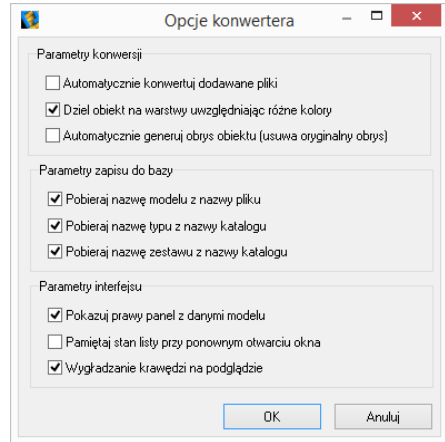 Opcje konwertera
Parametry konwersji
Automatycznie konwertuj dodawane pliki
Dziel obiekt na warstwy uwzględniając różne kolory
Automatycznie generuj obrys obiektu (usuwa oryginalny obrys)
Parametry zapisu do bazy
Pobieraj nazwę modelu z nazwy pliku
Pobieraj nazwę typu z nazwy katalogu
Pobieraj nazwę zestawu z nazwy katalogu
Parametry interfejsu
Pokazuj prawy panel z danymi modelu
Pamiętaj stan listy przy ponownym otwarciu okna
Wygładzanie krawędzi na podglądzie
OK
Anuluj